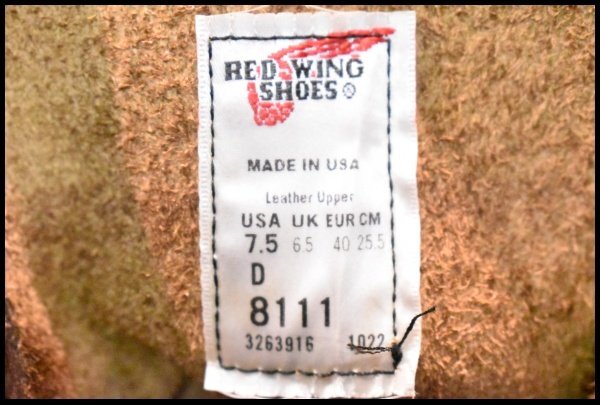 RED WING
SHOES®
MADE IN USA
Leather Upper
USA UK EUR CM
7.5 6.5 40 25.5
D
8111
3263916 1022